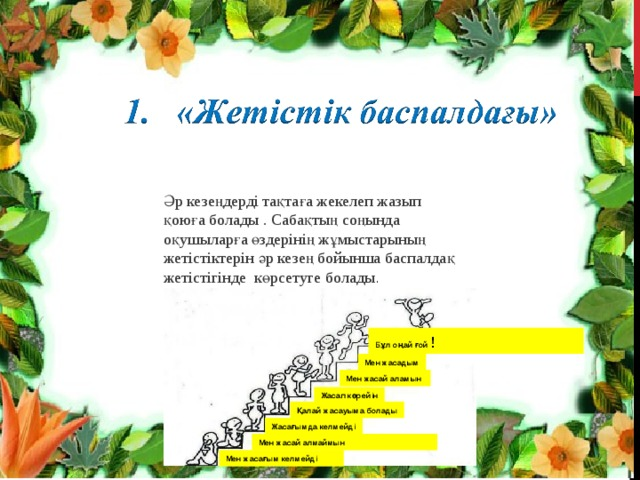 1. «Жетістік баспалдағы»
Әр кезеңдерді тақтаға жекелеп жазып
қоюға болады . Сабақтың соңында
оқушыларға өздерінің жұмыстарының
жетістіктерін әр кезең бойынша баспалдақ
жетістігінде көрсетуге болады.
Бұл оңай ғой !
Мен жасадым
Мен жасай аламын
Жасап көрейін
Қалай жасауыма болады
Жасағым да келмейді
Мен жасай алмаймын
Мен жасағым келмейді